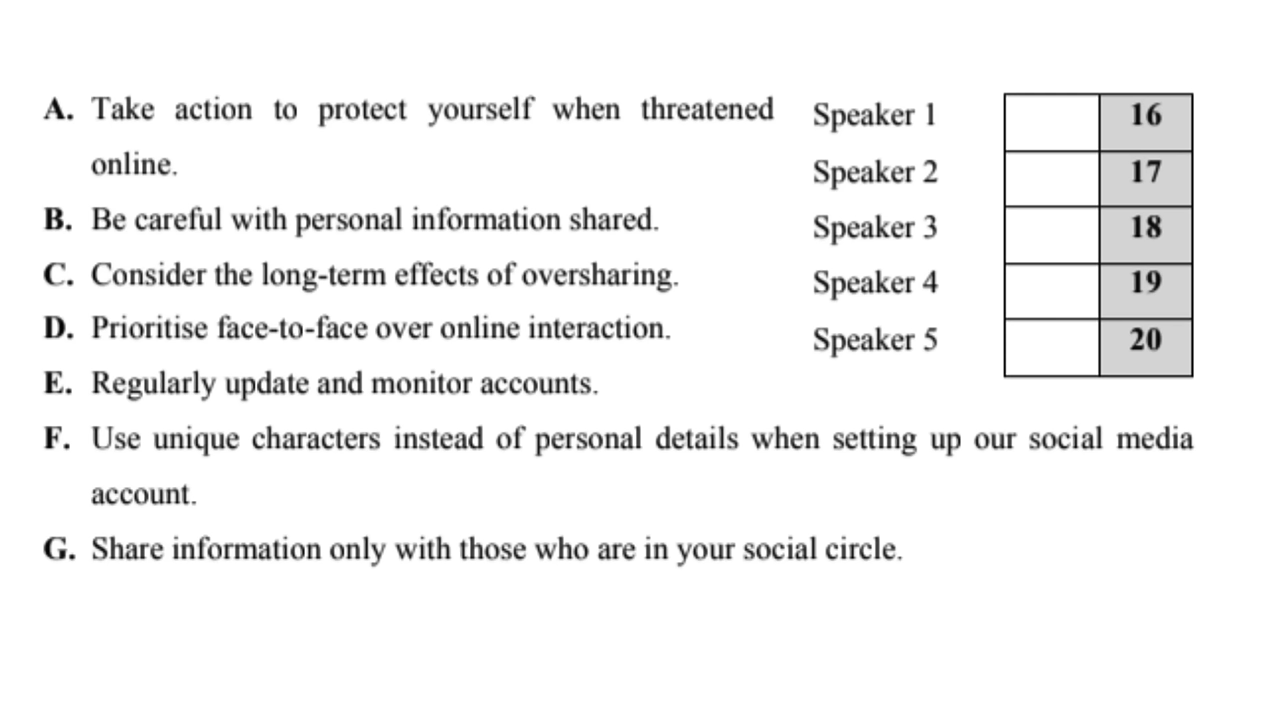 A. Take action to protect yourself when threatened
online.
B. Be careful with personal information shared.
C. Consider the long-term effects of oversharing.
D. Prioritise face-to-face over online interaction.
E. Regularly update and monitor accounts.
F. Use unique characters instead of personal details when setting up our social media
account.
G. Share information only with those who are in your social circle.
Speaker 1 16
Speaker 2 17
Speaker 3 18
Speaker 4 19
Speaker 5 20